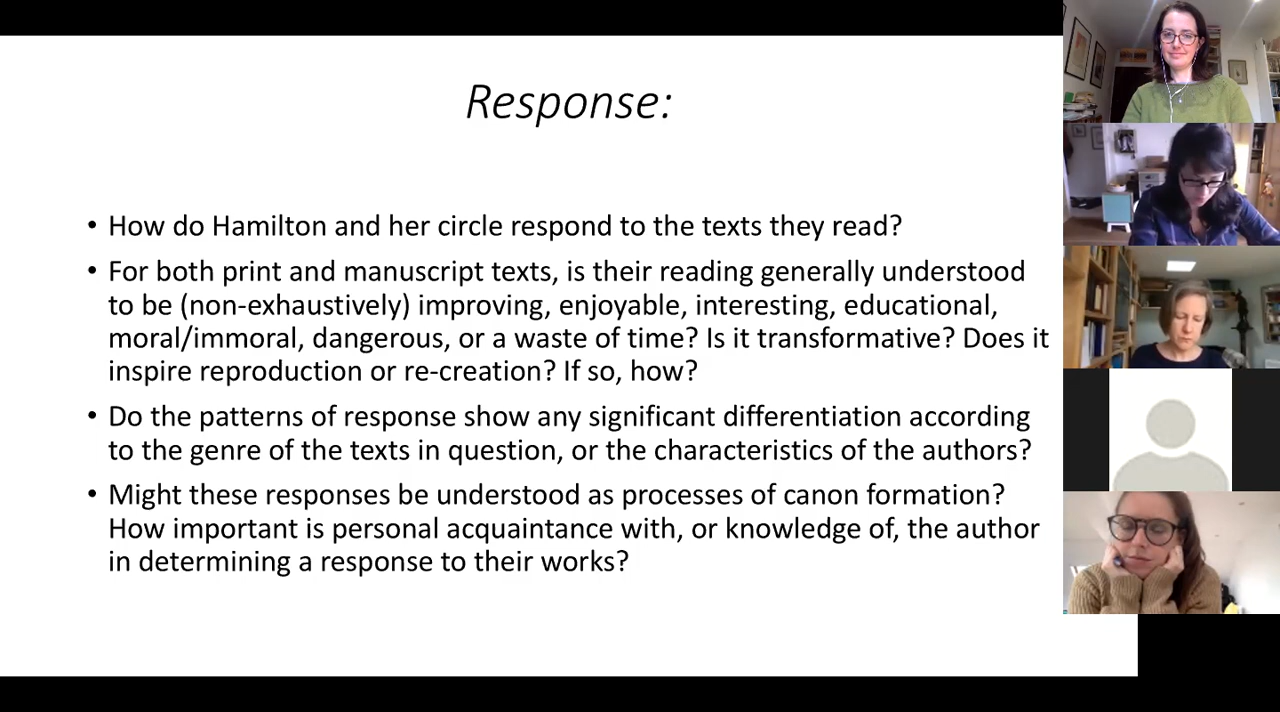 Response:
• How do Hamilton and her circle respond to the texts they read?
• For both print and manuscript texts, is their reading generally understood
to be (non-exhaustively) improving, enjoyable, interesting, educational,
moral/immoral, dangerous, or a waste of time? Is it transformative? Does it
inspire reproduction or re-creation? If so, how?
• Do the patterns of response show any significant differentiation according
to the genre of the texts in question, or the characteristics of the authors?
• Might these responses be understood as processes of canon formation?
How important is personal acquaintance with, or knowledge of, the author
in determining a response to their works?